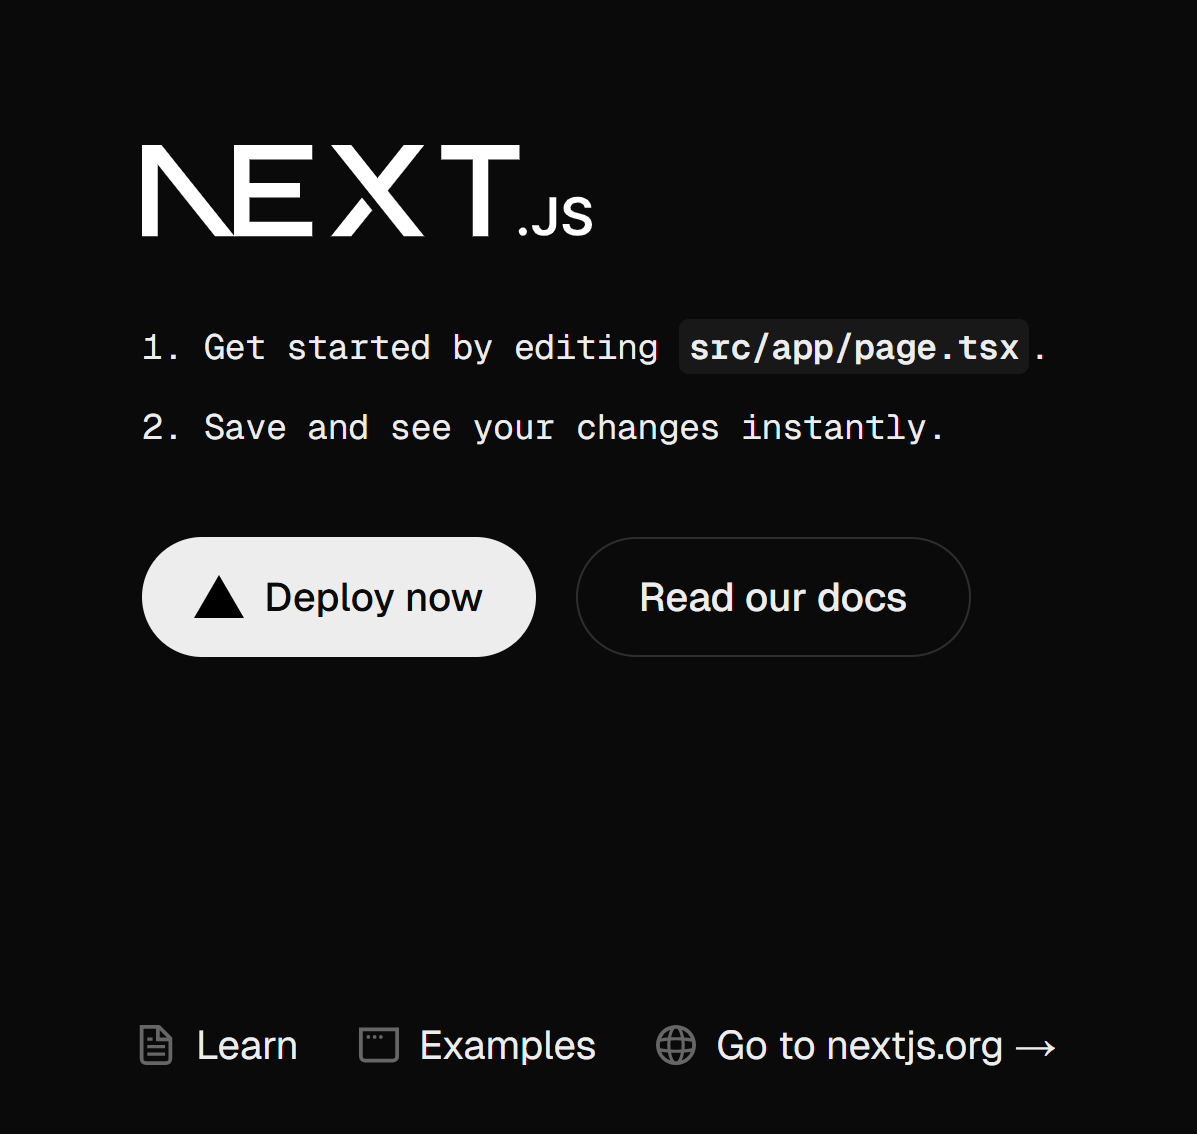 NEXT.JS
1. Get started by editing src/app/page.tsx.
2. Save and see your changes instantly.
Deploy now
Read our docs
Learn
Examples
Go to nextjs.org →